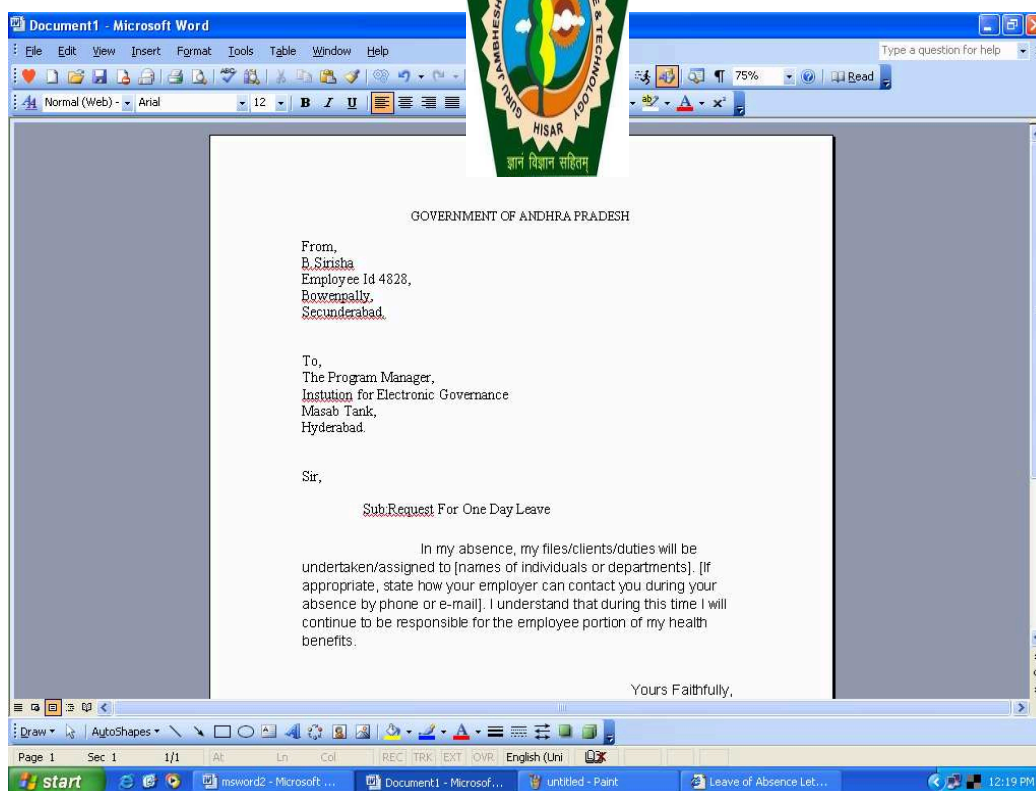 Document1 - Microsoft Word
File Edit View Insert Format Tools Table Window Help
Type a question for help
75%
Read
Normal (Web) - Arial 12 B I U
GURU JAMBHESH
E & TECHNOLOGY
HISAR
ज्ञानं विज्ञान सहितम्
GOVERNMENT OF ANDHRA PRADESH
From,
B.Sirisha
Employee Id 4828,
Bowenpally,
Secunderabad.
To,
The Program Manager,
Instution for Electronic Governance
Masab Tank,
Hyderabad.
Sir,
Sub:Request For One Day Leave
In my absence, my files/clients/duties will be
undertaken/assigned to [names of individuals or departments]. [If
appropriate, state how your employer can contact you during your
absence by phone or e-mail]. I understand that during this time I will
continue to be responsible for the employee portion of my health
benefits.
Yours Faithfully,
Draw AutoShapes
Page 1 Sec 1 1/1 At Ln Col REC TRK EXT OVR English (Uni
start msword2 - Microsoft ... Document1 - Microsof... untitled - Paint Leave of Absence Let... 12:19 PM